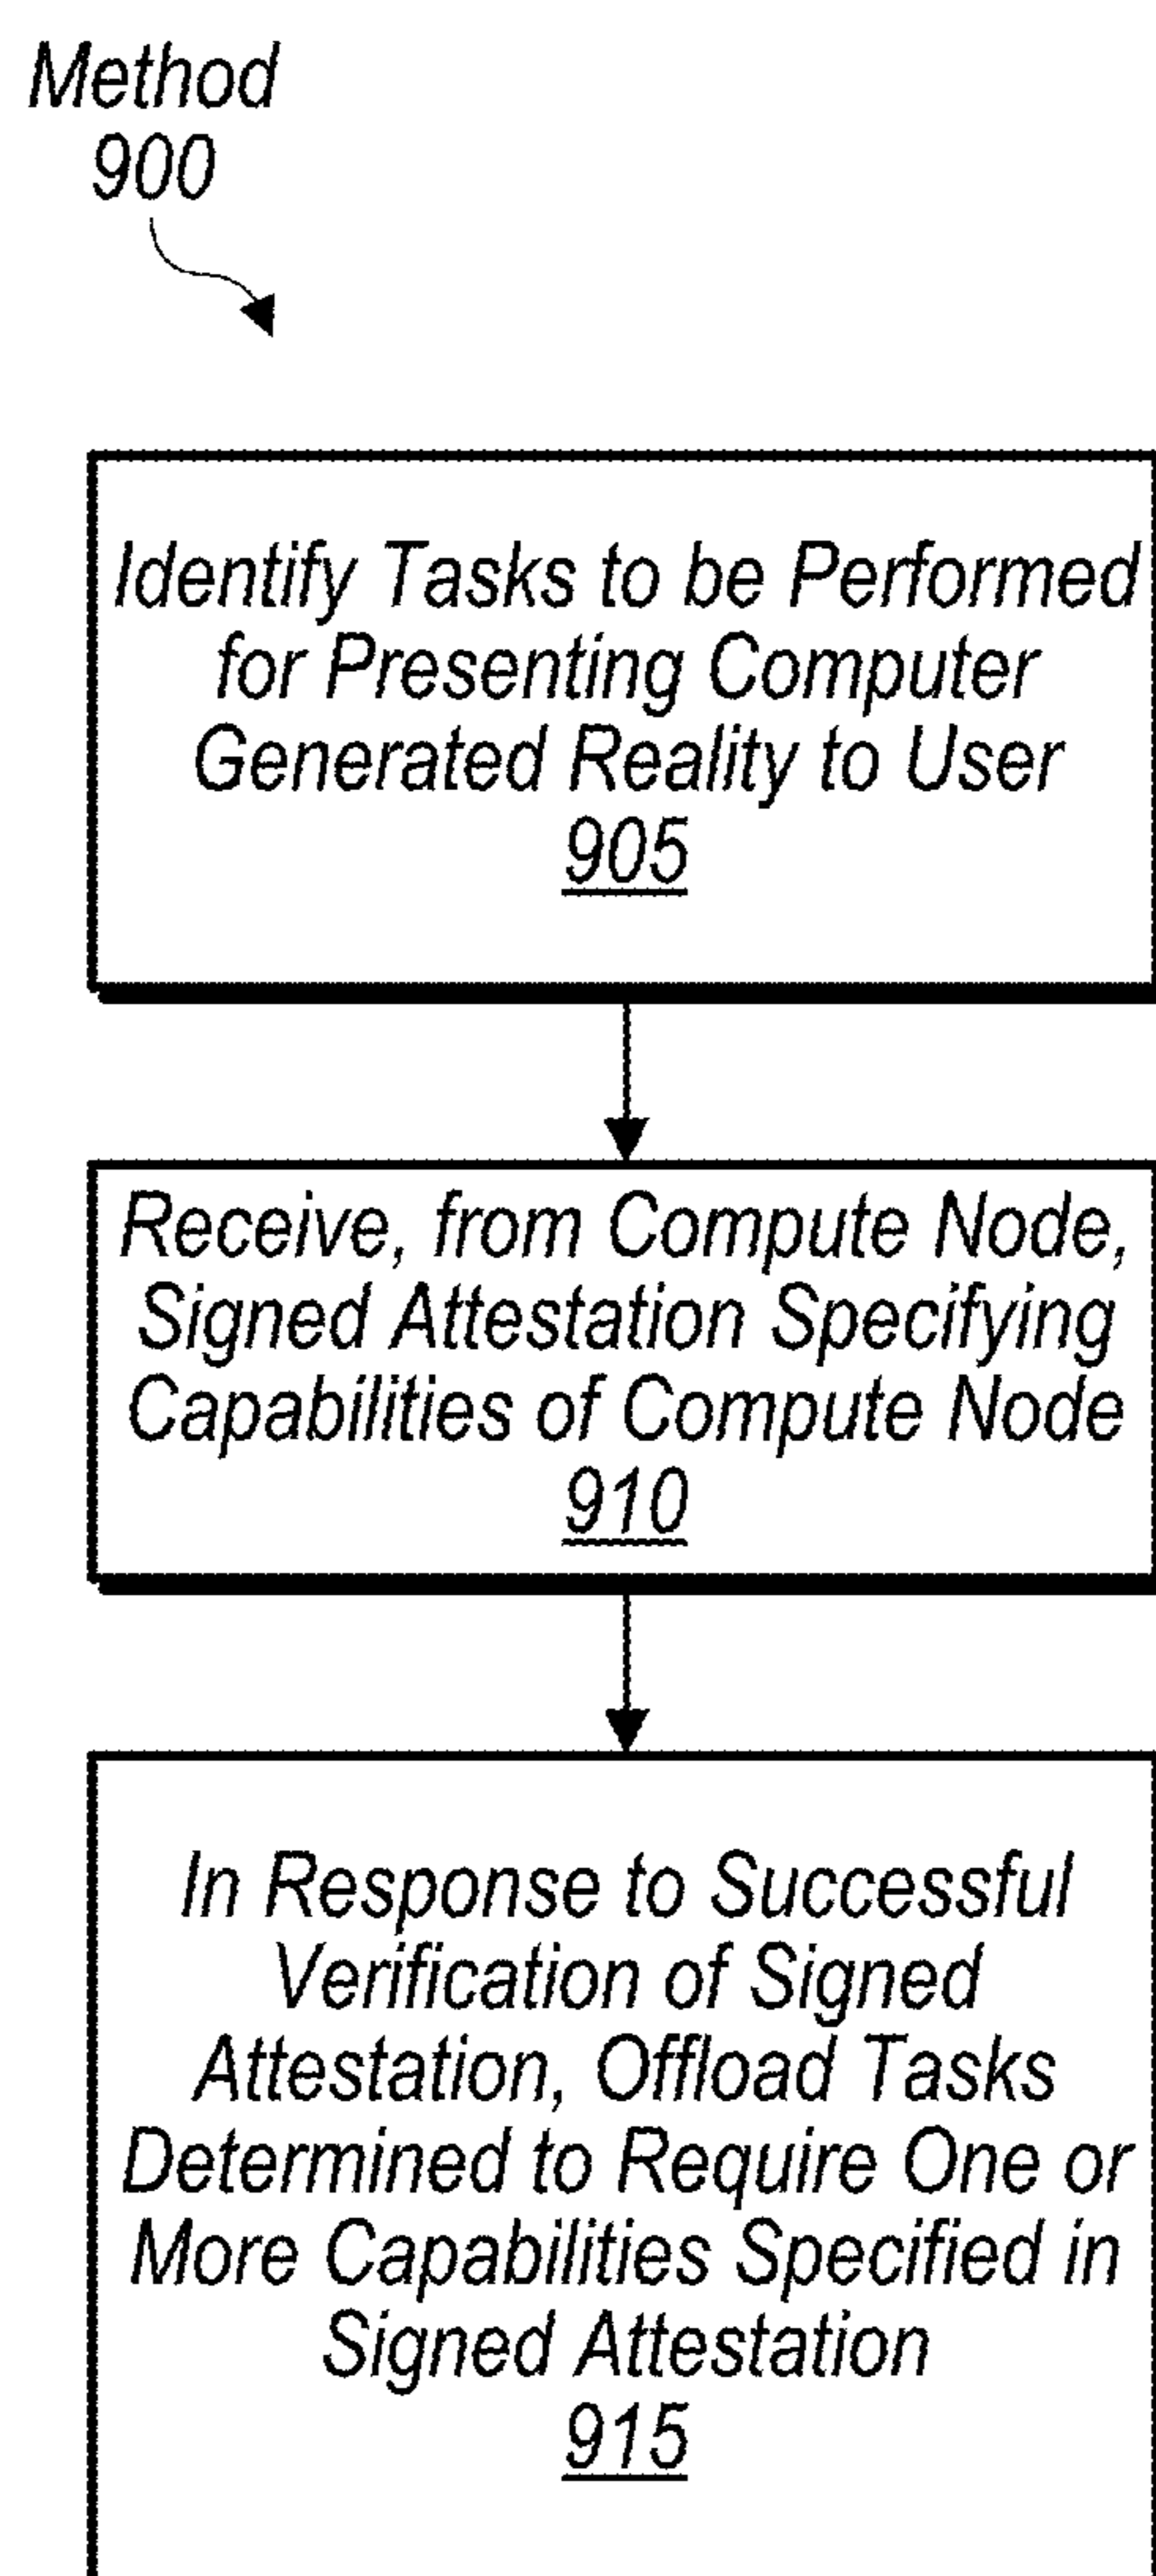 Method
900
Identify Tasks to be Performed
for Presenting Computer
Generated Reality to User
905
Receive, from Compute Node,
Signed Attestation Specifying
Capabilities of Compute Node
910
In Response to Successful
Verification of Signed
Attestation, Offload Tasks
Determined to Require One or
More Capabilities Specified in
Signed Attestation
915